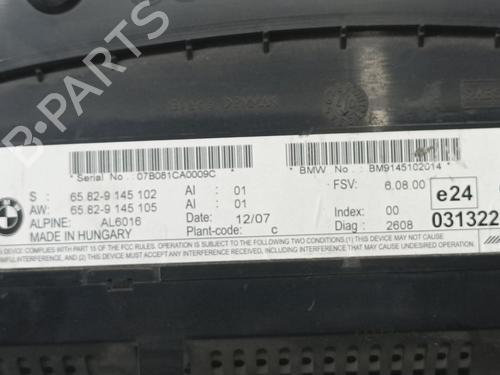 B-PARTS
* Serial No : 07B081CA0009C * * BMW No : BM9145102014 *
S : 65.82-9 145 102 AI : 01 FSV: 6.08.00 e24
AW: 65.82-9 145 105 AI : 01 Index: 00 031322
ALPINE: AL6016 Date: 12/07 Diag : 2608
MADE IN HUNGARY Plant-code: c
THIS DEVICE COMPLIES WITH PART 15 OF THE FCC RULES. OPERATION IS SUBJECT TO THE FOLLOWING TWO CONDITIONS: (1) THIS DEVICE MAY NOT
AND (2) THIS DEVICE MUST ACCEPT ANY INTERFERENCE RECEIVED, INCLUDING INTERFERENCE THAT MAY CAUSE UNDESIRED OPERATION.